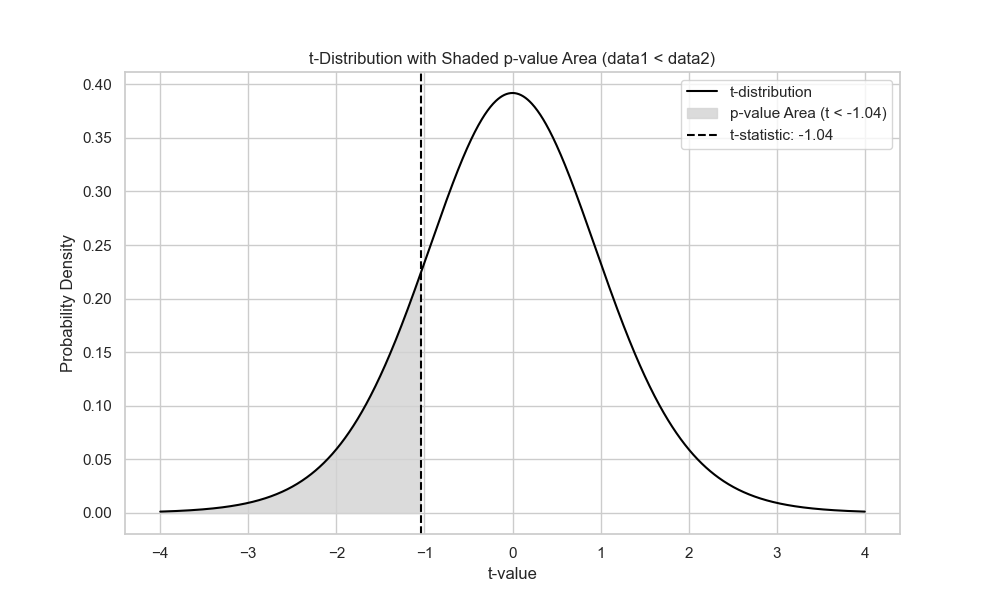 t-Distribution with Shaded p-value Area (data1 < data2)
t-distribution
p-value Area (t < -1.04)
t-statistic: -1.04
Probability Density
0.40
0.35
0.30
0.25
0.20
0.15
0.10
0.05
0.00
−4 −3 −2 −1 0 1 2 3 4
t-value